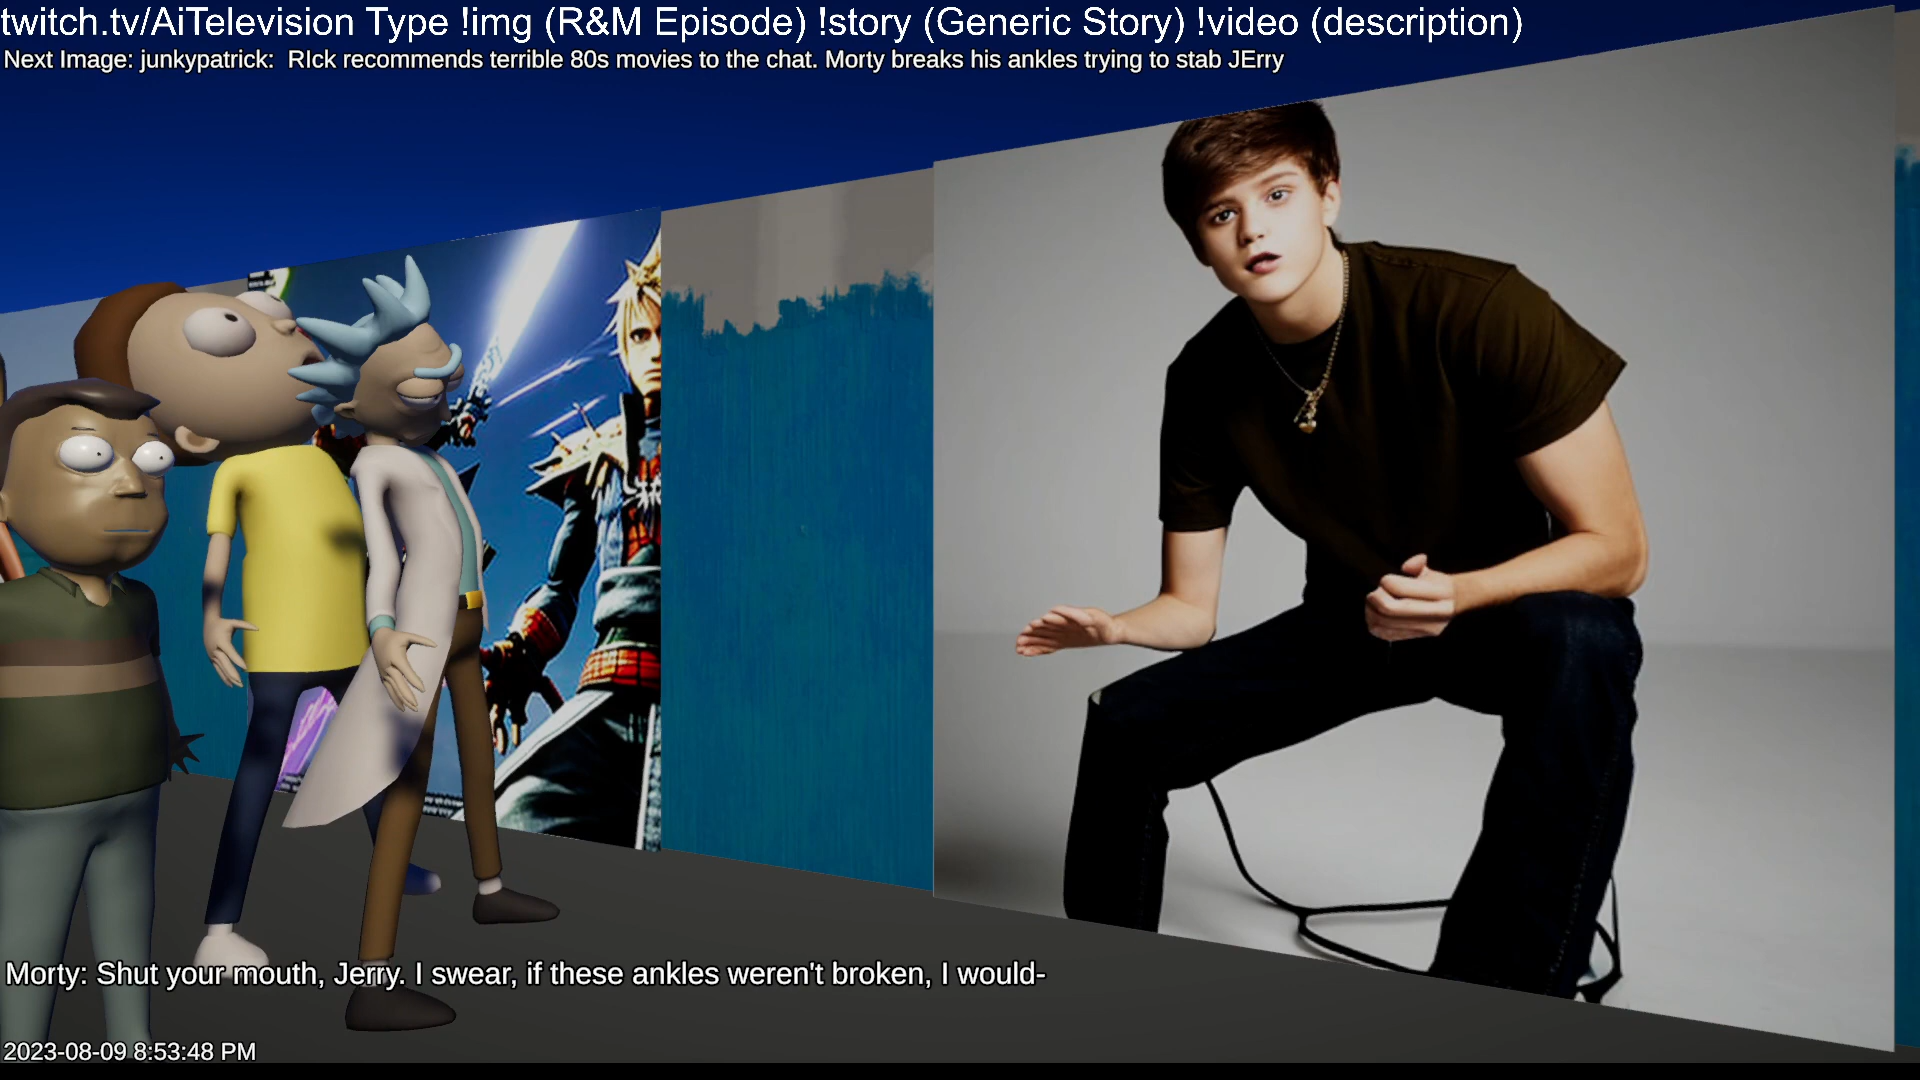 twitch.tv/AiTelevision Type !img (R&M Episode) !story (Generic Story) !video (description)
Next Image: junkypatrick:  RIck recommends terrible 80s movies to the chat. Morty breaks his ankles trying to stab JErry
Morty: Shut your mouth, Jerry. I swear, if these ankles weren't broken, I would-
2023-08-09 8:53:48 PM